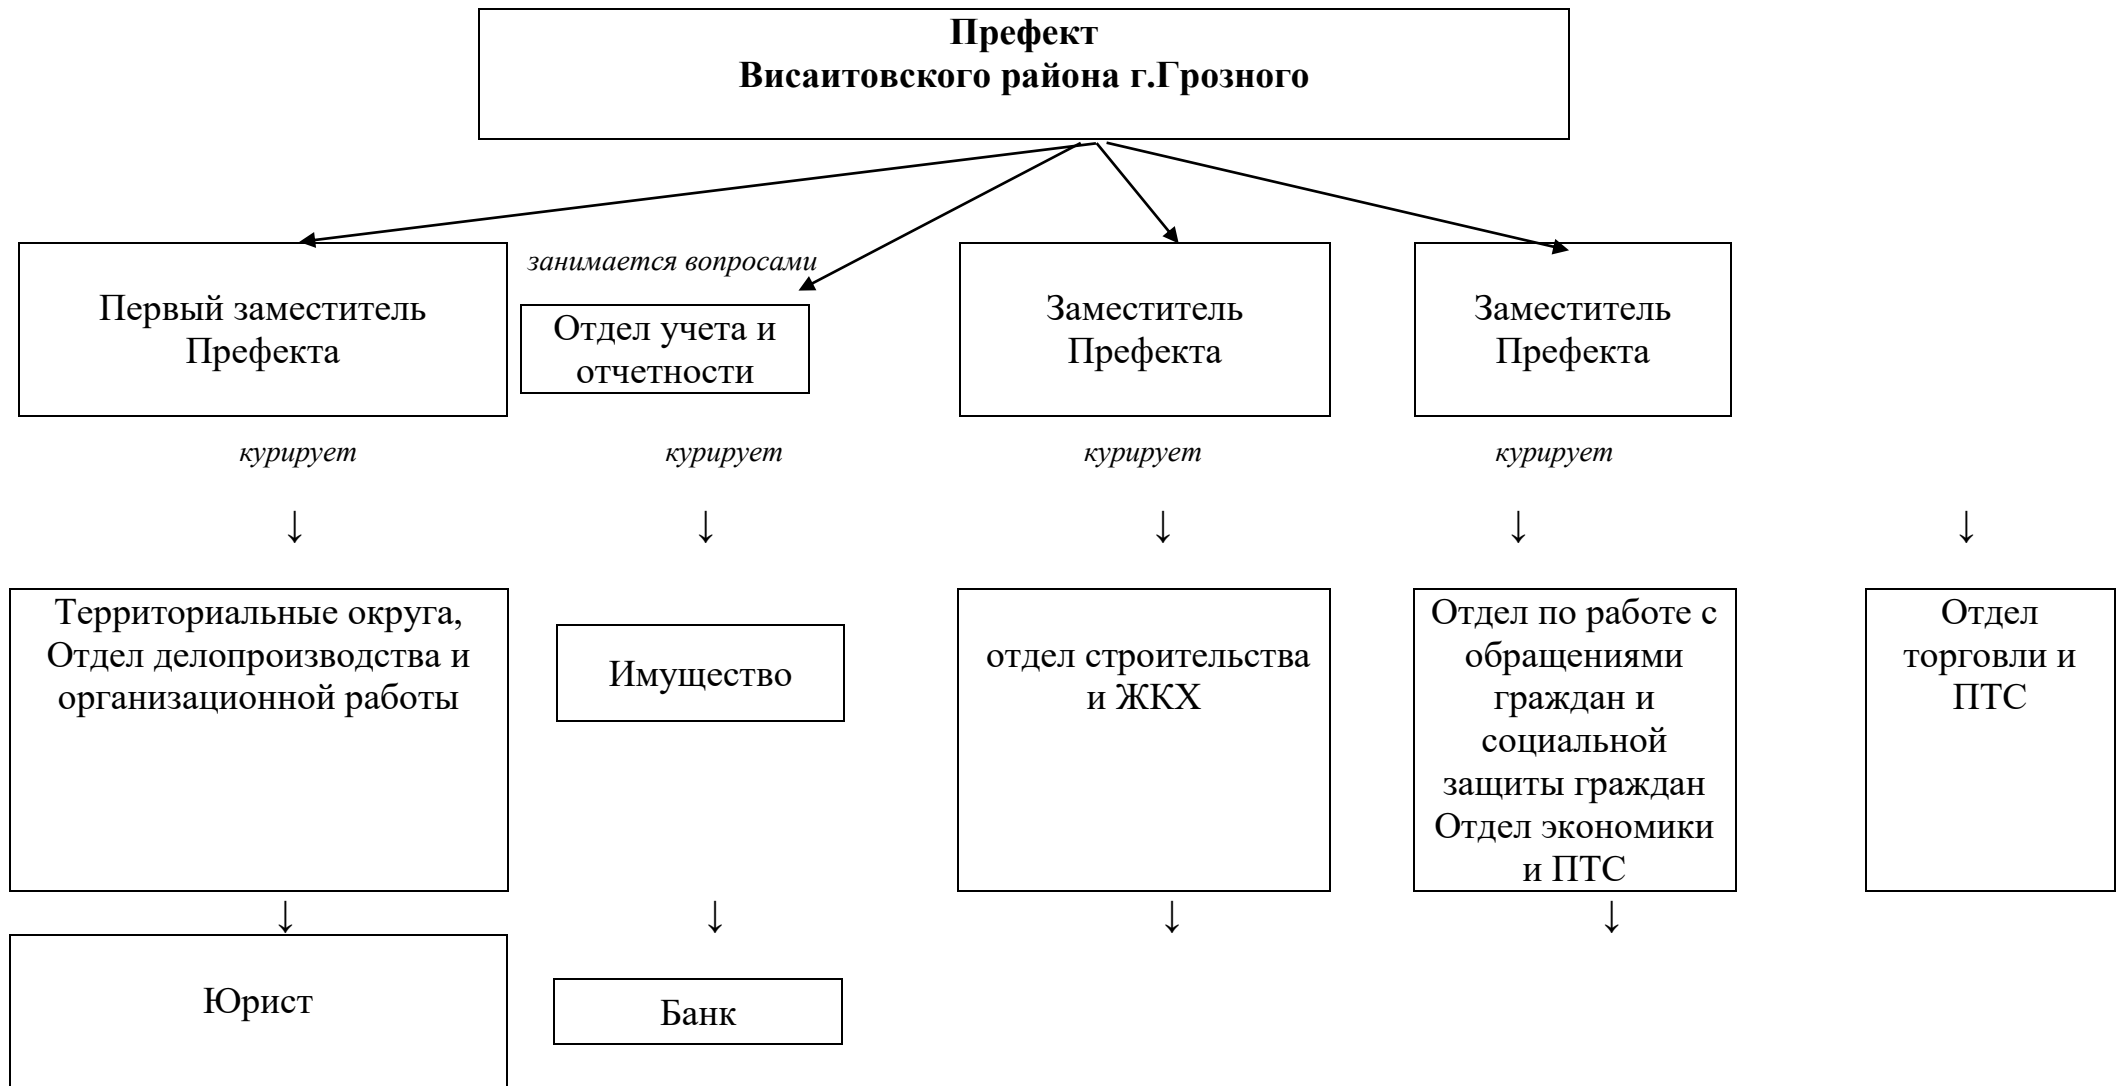 Префект
Висаитовского района г.Грозного
занимается вопросами
Первый заместитель
Префекта
Отдел учета и
отчетности
Заместитель
Префекта
Заместитель
Префекта
курирует
курирует
курирует
курирует
↓
↓
↓
↓
↓
Территориальные округа,
Отдел делопроизводства и
организационной работы
Имущество
отдел строительства
и ЖКХ
Отдел по работе с
обращениями
граждан и
социальной
защиты граждан
Отдел экономики
и ПТС
Отдел
торговли и
ПТС
↓
↓
↓
↓
Юрист
Банк